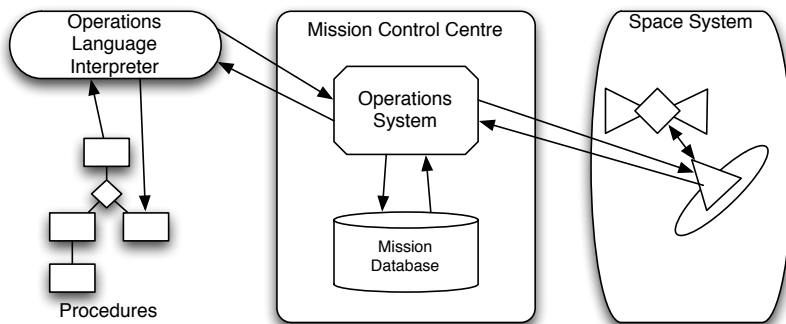 Operations
Language
Interpreter
Mission Control Centre
Space System
Operations
System
Mission
Database
Procedures